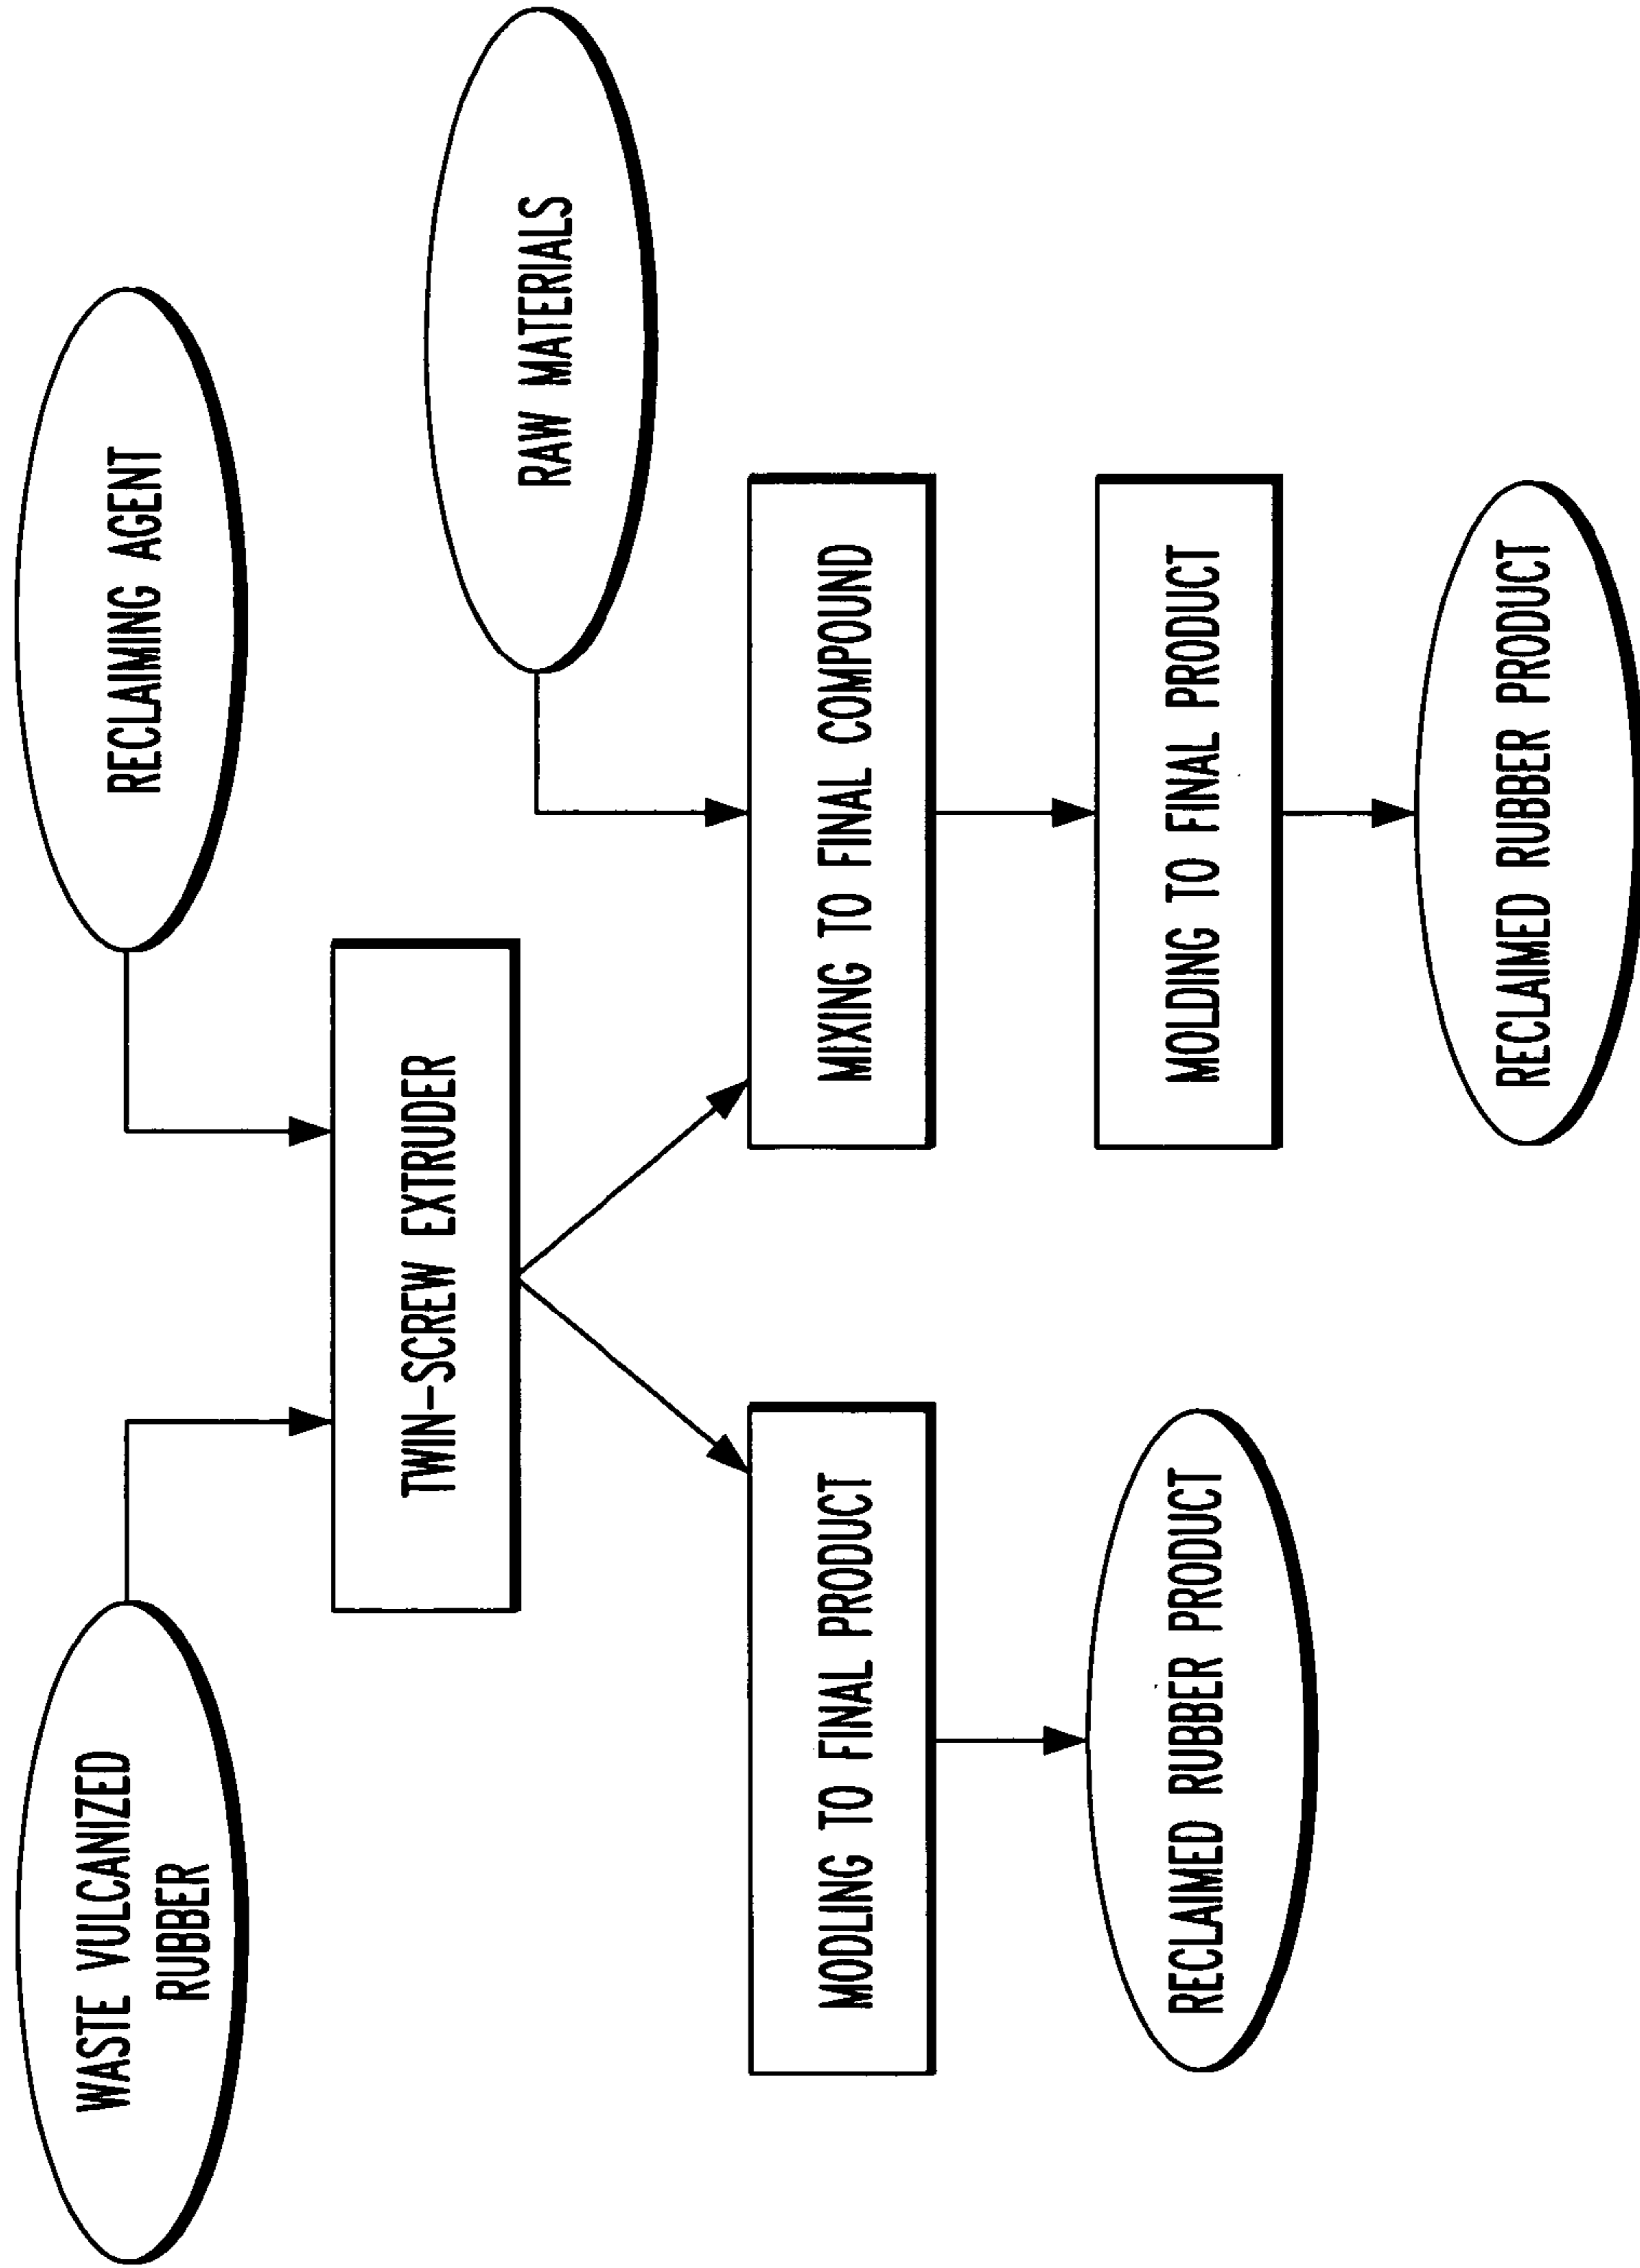 WASTE VULCANIZED
RUBBER
RECLAIMING AGENT
TWIN-SCREW EXTRUDER
RAW MATERIALS
MODLING TO FINAL PRODUCT
MIXING TO FINAL COMPOUND
RECLAIMED RUBBER PRODUCT
MOLDING TO FINAL PRODUCT
RECLAIMED RUBBER PRODUCT